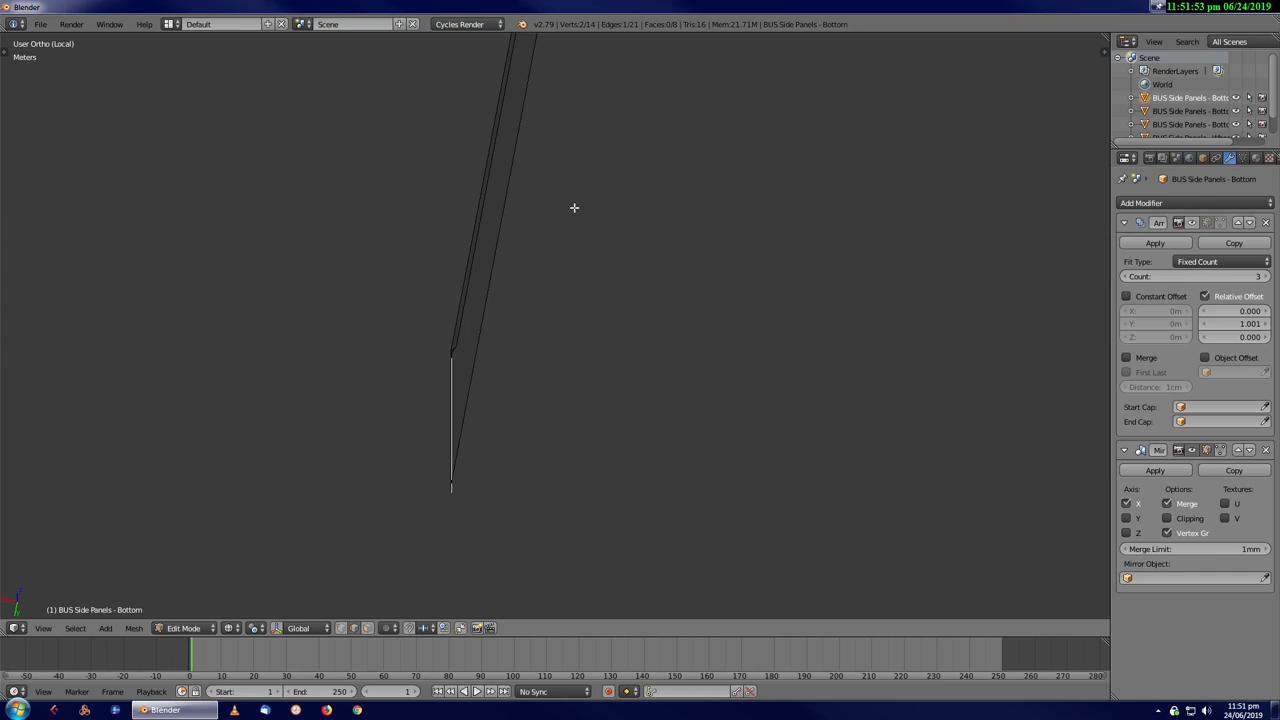 Blender
11:51:53 pm 06/24/2019
File Render Window Help Default Scene Cycles Render v2.79 | Verts:2/14 | Edges:1/21 | Faces:0/8 | Tris:16 | Mem:21.71M | BUS Side Panels - Bottom
View Search All Scenes
User Ortho (Local)
Meters
Scene
RenderLayers
World
BUS Side Panels - Botto
BUS Side Panels - Botto
BUS Side Panels - Botto
BUS Side Panels - Bottom
Add Modifier
Arr
Apply Copy
Fit Type: Fixed Count
Count: 3
Constant Offset Relative Offset
X: 0m 0.000
Y: 0m 1.001
Z: 0m 0.000
Merge Object Offset
First Last
Distance: 1cm
Start Cap:
End Cap:
Mir
Apply Copy
Axis: Options: Textures:
X Merge U
Y Clipping V
Z Vertex Gr
Merge Limit: 1mm
Mirror Object:
(1) BUS Side Panels - Bottom
View Select Add Mesh Edit Mode Global
-50 -40 -30 -20 -10 0 10 20 30 40 50 60 70 80 90 100 110 120 130 140 150 160 170 180 190 200 210 220 230 240 250 260 270 280
View Marker Frame Playback Start: 1 End: 250 1 No Sync
Blender
11:51 pm
24/06/2019